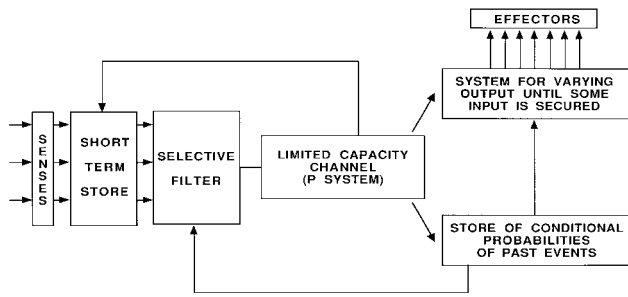 EFFECTORS
SYSTEM FOR VARYING
OUTPUT UNTIL SOME
INPUT IS SECURED
SENSES
SHORT
TERM
STORE
SELECTIVE
FILTER
LIMITED CAPACITY
CHANNEL
(P SYSTEM)
STORE OF CONDITIONAL
PROBABILITIES
OF PAST EVENTS